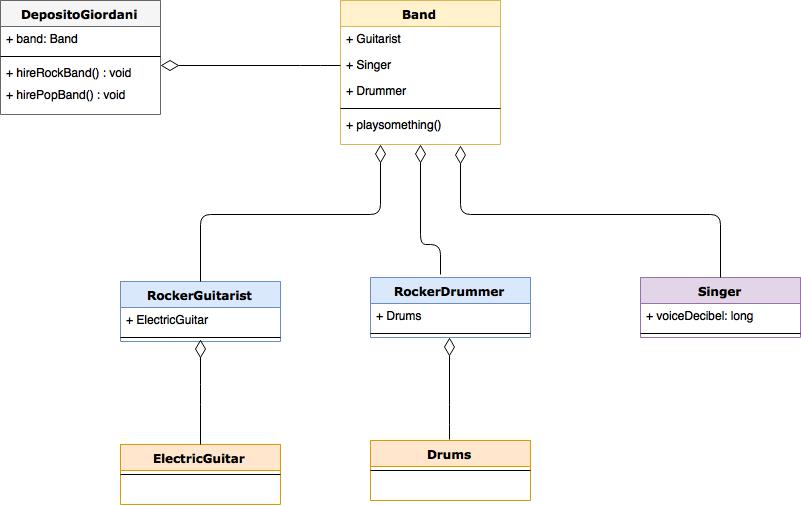 DepositoGiordani
+ band: Band
+ hireRockBand() : void
+ hirePopBand() : void
Band
+ Guitarist
+ Singer
+ Drummer
+ playsomething()
RockerGuitarist
+ ElectricGuitar
RockerDrummer
+ Drums
Singer
+ voiceDecibel: long
ElectricGuitar
Drums